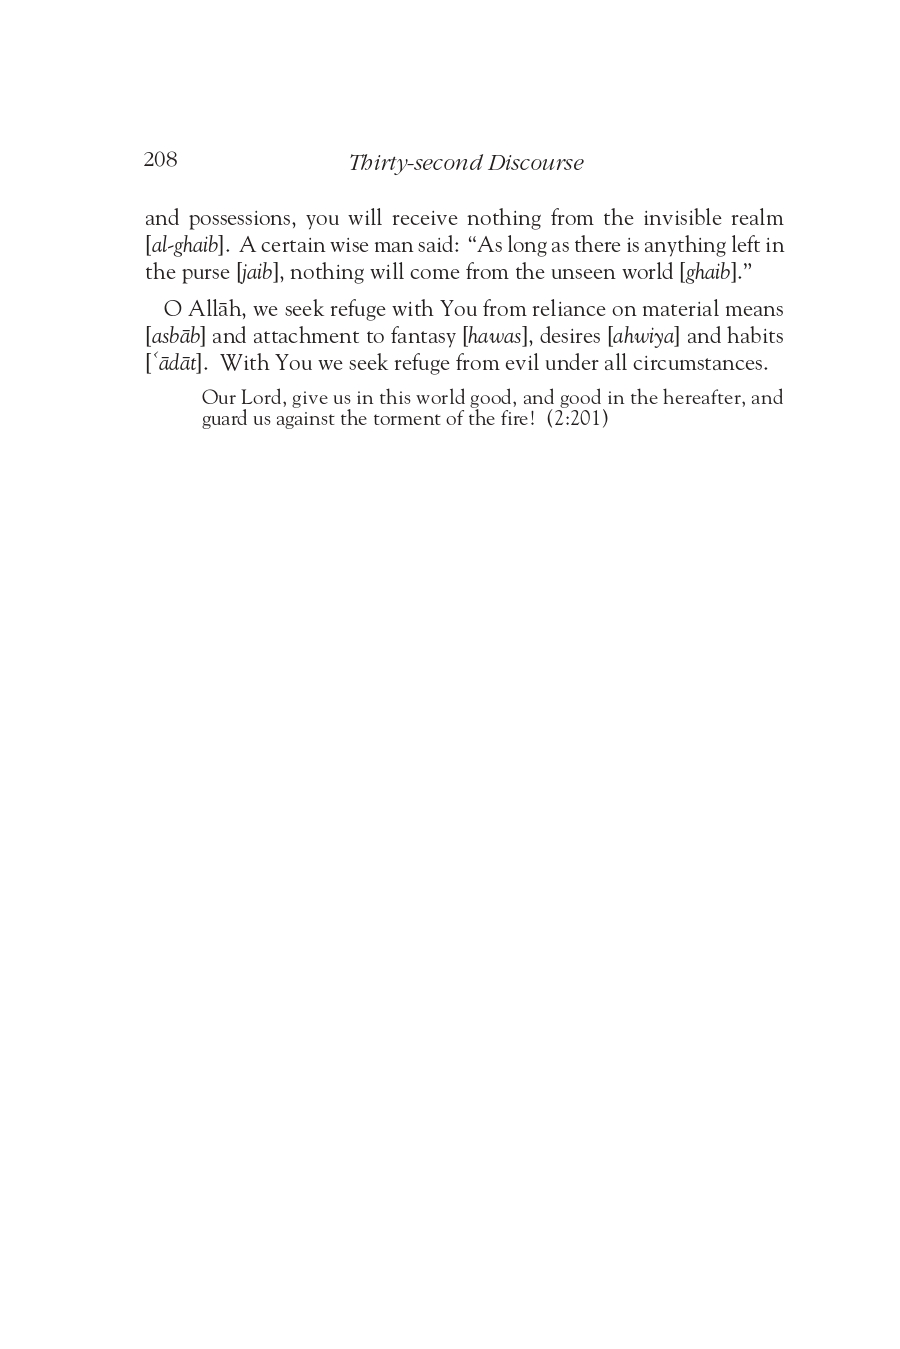 208
Thirty-second Discourse
and possessions, you will receive nothing from the invisible realm
[al-ghaib]. A certain wise man said: “As long as there is anything left in
the purse [jaib], nothing will come from the unseen world [ghaib].”
O Allāh, we seek refuge with You from reliance on material means
[asbāb] and attachment to fantasy [hawas], desires [ahwiya] and habits
[ʿādāt]. With You we seek refuge from evil under all circumstances.
Our Lord, give us in this world good, and good in the hereafter, and
guard us against the torment of the fire! (2:201)